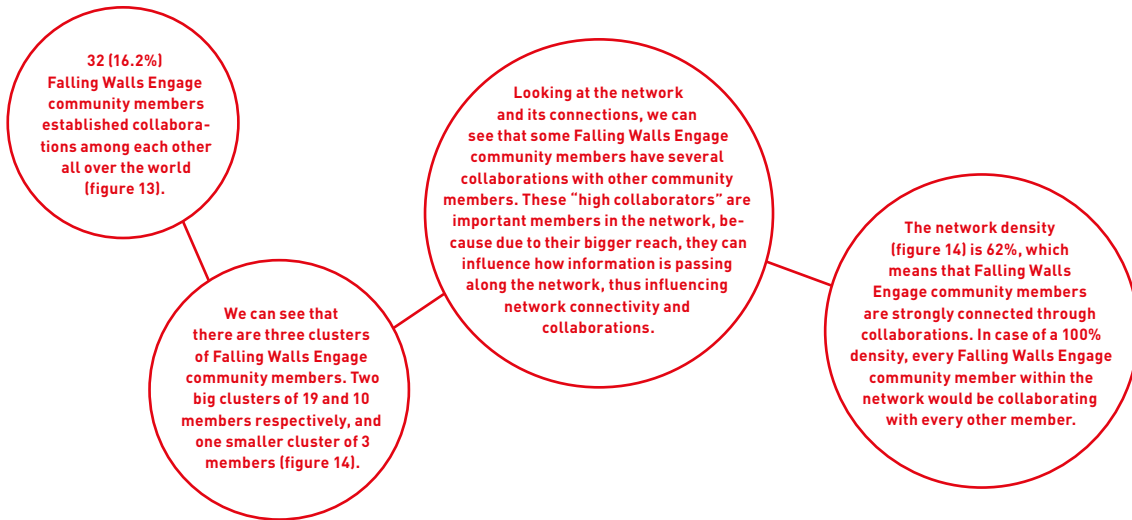 32 (16.2%)
Falling Walls Engage
community members
established collabora-
tions among each other
all over the world
(figure 13).
We can see that
there are three clusters
of Falling Walls Engage
community members. Two
big clusters of 19 and 10
members respectively, and
one smaller cluster of 3
members (figure 14).
Looking at the network
and its connections, we can
see that some Falling Walls Engage
community members have several
collaborations with other community
members. These “high collaborators” are
important members in the network, be-
cause due to their bigger reach, they can
influence how information is passing
along the network, thus influencing
network connectivity and
collaborations.
The network density
(figure 14) is 62%, which
means that Falling Walls
Engage community members
are strongly connected through
collaborations. In case of a 100%
density, every Falling Walls Engage
community member within the
network would be collaborating
with every other member.